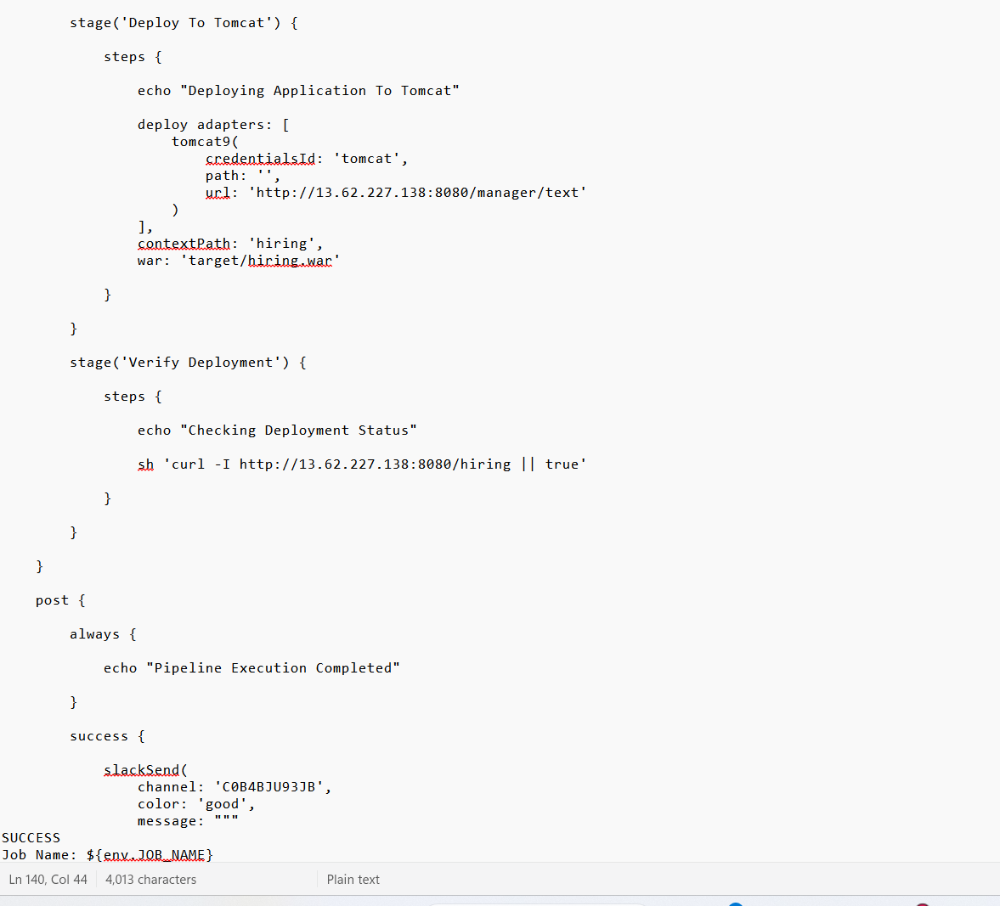 stage('Deploy To Tomcat') {
steps {
echo "Deploying Application To Tomcat"
deploy adapters: [
tomcat9(
credentialsId: 'tomcat',
path: '',
url: 'http://13.62.227.138:8080/manager/text'
)
],
contextPath: 'hiring',
war: 'target/hiring.war'
}
}
stage('Verify Deployment') {
steps {
echo "Checking Deployment Status"
sh 'curl -I http://13.62.227.138:8080/hiring || true'
}
}
}
post {
always {
echo "Pipeline Execution Completed"
}
success {
slackSend(
channel: 'C0B4BJU93JB',
color: 'good',
message: """
SUCCESS
Job Name: ${env.JOB_NAME}
Ln 140, Col 44
4,013 characters
Plain text